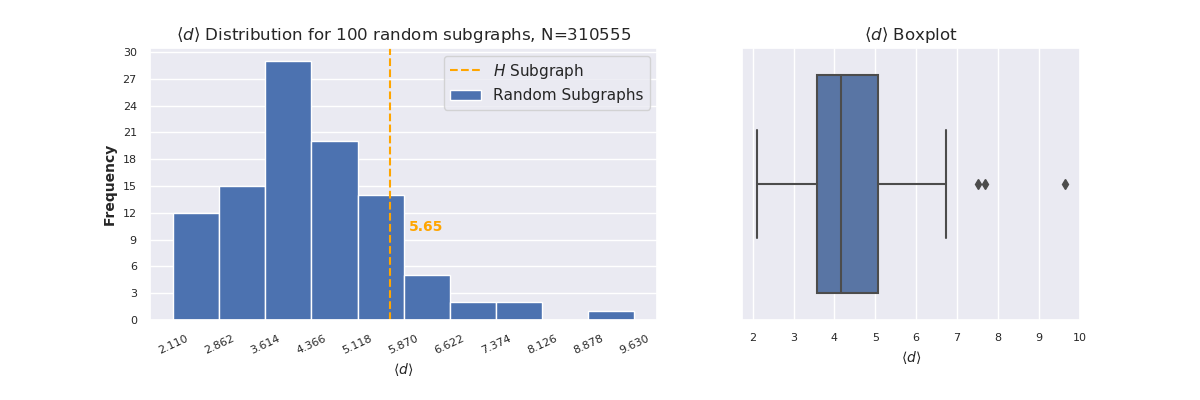 ⟨d⟩ Distribution for 100 random subgraphs, N=310555
30
27
24
21
18
15
12
9
6
3
0
Frequency
H Subgraph
Random Subgraphs
5.65
2.110 2.862 3.614 4.366 5.118 5.870 6.622 7.374 8.126 8.878 9.630
⟨d⟩
⟨d⟩ Boxplot
2 3 4 5 6 7 8 9 10
⟨d⟩